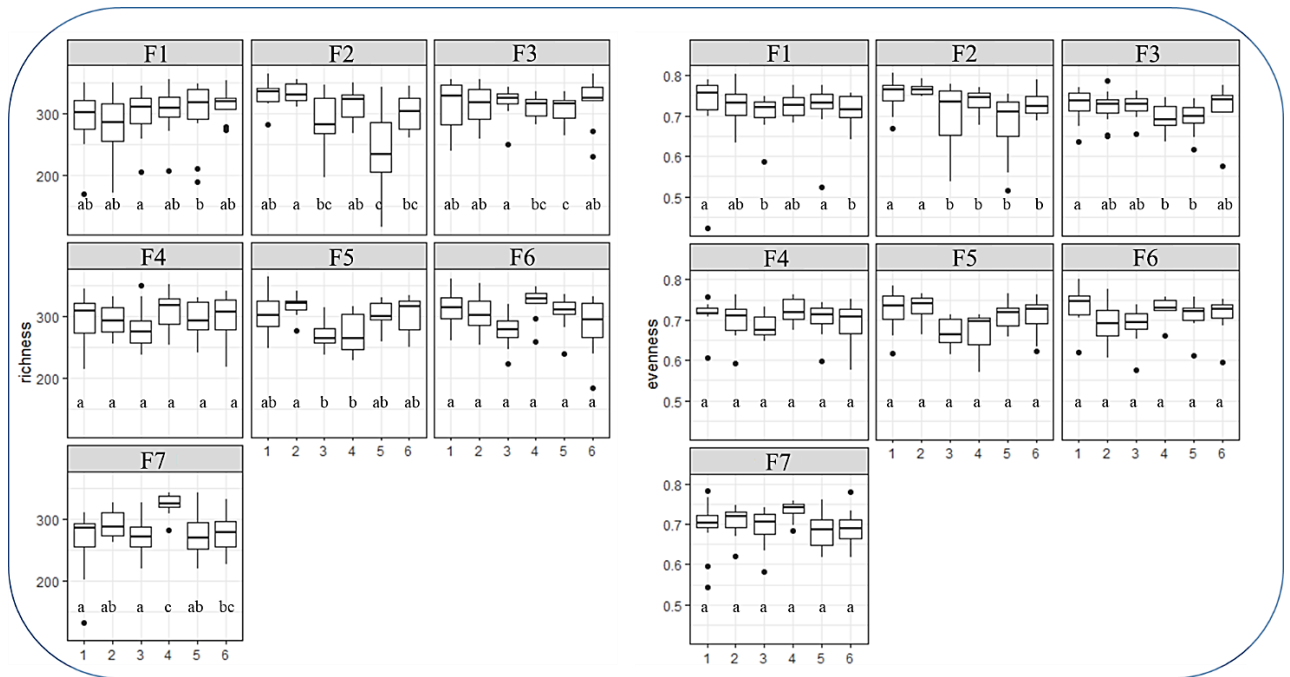 F1 F2 F3
300
200
ab ab a ab b ab
ab a bc ab c bc
ab ab a bc c ab
F4 F5 F6
richness
300
200
a a a a a a
ab a b b ab ab
a a a a a a
1 2 3 4 5 6
1 2 3 4 5 6
F7
300
200
a ab a c ab bc
1 2 3 4 5 6
F1 F2 F3
0.8
0.7
0.6
0.5
a ab b ab a b
a a b b b b
a ab ab b b ab
F4 F5 F6
evenness
0.8
0.7
0.6
0.5
a a a a a a
a a a a a a
a a a a a a
1 2 3 4 5 6
1 2 3 4 5 6
F7
0.8
0.7
0.6
0.5
a a a a a a
1 2 3 4 5 6